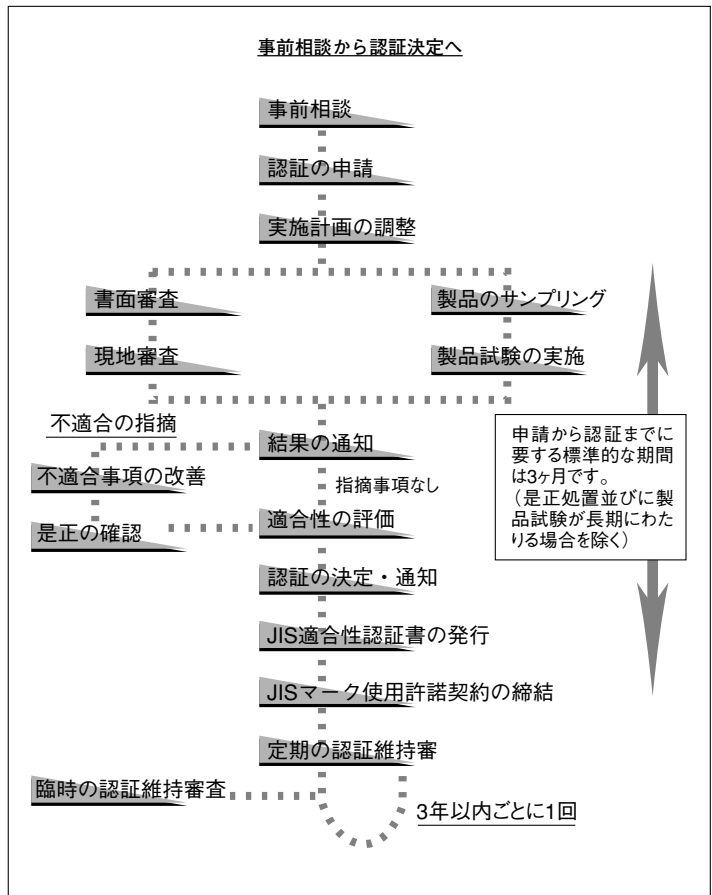 事前相談から認証決定へ
事前相談
認証の申請
実施計画の調整
書面審査
製品のサンプリング
現地審査
製品試験の実施
不適合の指摘
結果の通知
不適合事項の改善
指摘事項なし
是正の確認
適合性の評価
申請から認証までに
要する標準的な期間
は3ヶ月です。
（是正処置並びに製
品試験が長期にわた
りる場合を除く）
認証の決定・通知
JIS適合性認証書の発行
JISマーク使用許諾契約の締結
定期の認証維持審
臨時の認証維持審査
3年以内ごとに1回